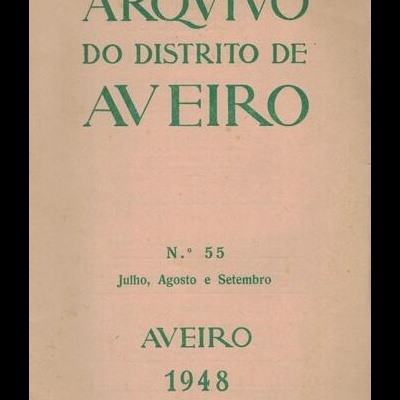 ARQVIVO
DO DISTRITO DE
AVEIRO
N.º 55
Julho, Agosto e Setembro
AVEIRO
1948